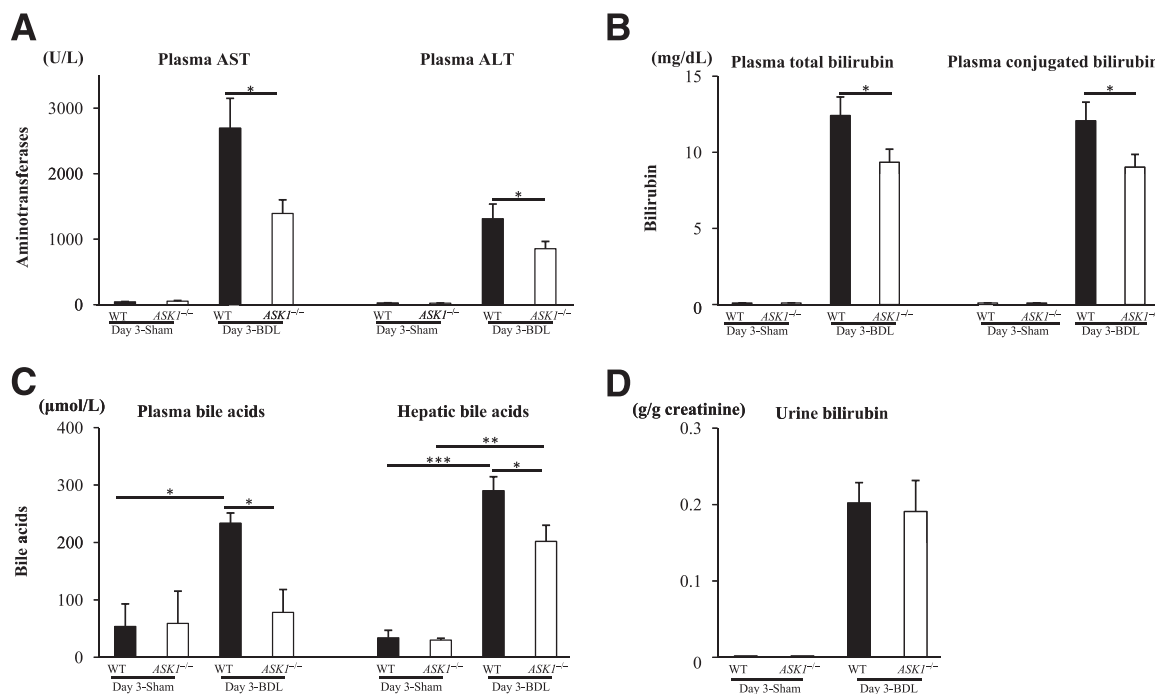 A
(U/L)
Plasma AST
Plasma ALT
*
*
3000
2000
1000
0
Aminotransferases
WT ASK1−/− WT ASK1−/− WT ASK1−/− WT ASK1−/−
Day 3-Sham Day 3-BDL Day 3-Sham Day 3-BDL
B
(mg/dL)
Plasma total bilirubin
Plasma conjugated bilirubin
*
*
15
10
5
0
Bilirubin
WT ASK1−/− WT ASK1−/− WT ASK1−/− WT ASK1−/−
Day 3-Sham Day 3-BDL Day 3-Sham Day 3-BDL
C
(μmol/L)
Plasma bile acids
Hepatic bile acids
*
*
***
**
*
400
300
200
100
0
Bile acids
WT ASK1−/− WT ASK1−/− WT ASK1−/− WT ASK1−/−
Day 3-Sham Day 3-BDL Day 3-Sham Day 3-BDL
D
(g/g creatinine)
Urine bilirubin
0.3
0.2
0.1
0
WT ASK1−/− WT ASK1−/−
Day 3-Sham Day 3-BDL